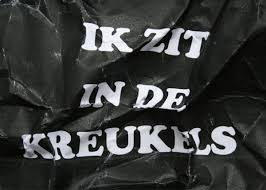 IK ZIT
IN DE
KREUKELS